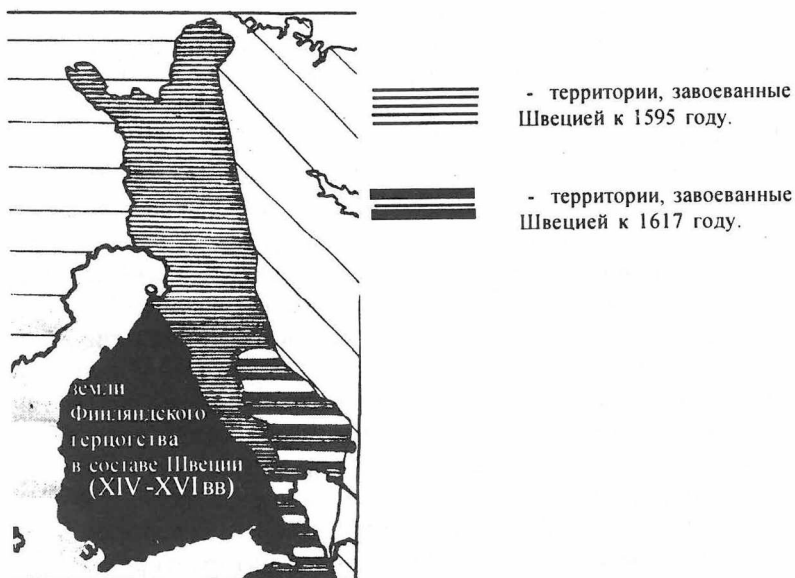 - территории, завоеванные
Швецией к 1595 году.
- территории, завоеванные
Швецией к 1617 году.
земли
Финляндского
герцогства
в составе Швеции
(XIV-XVI вв)